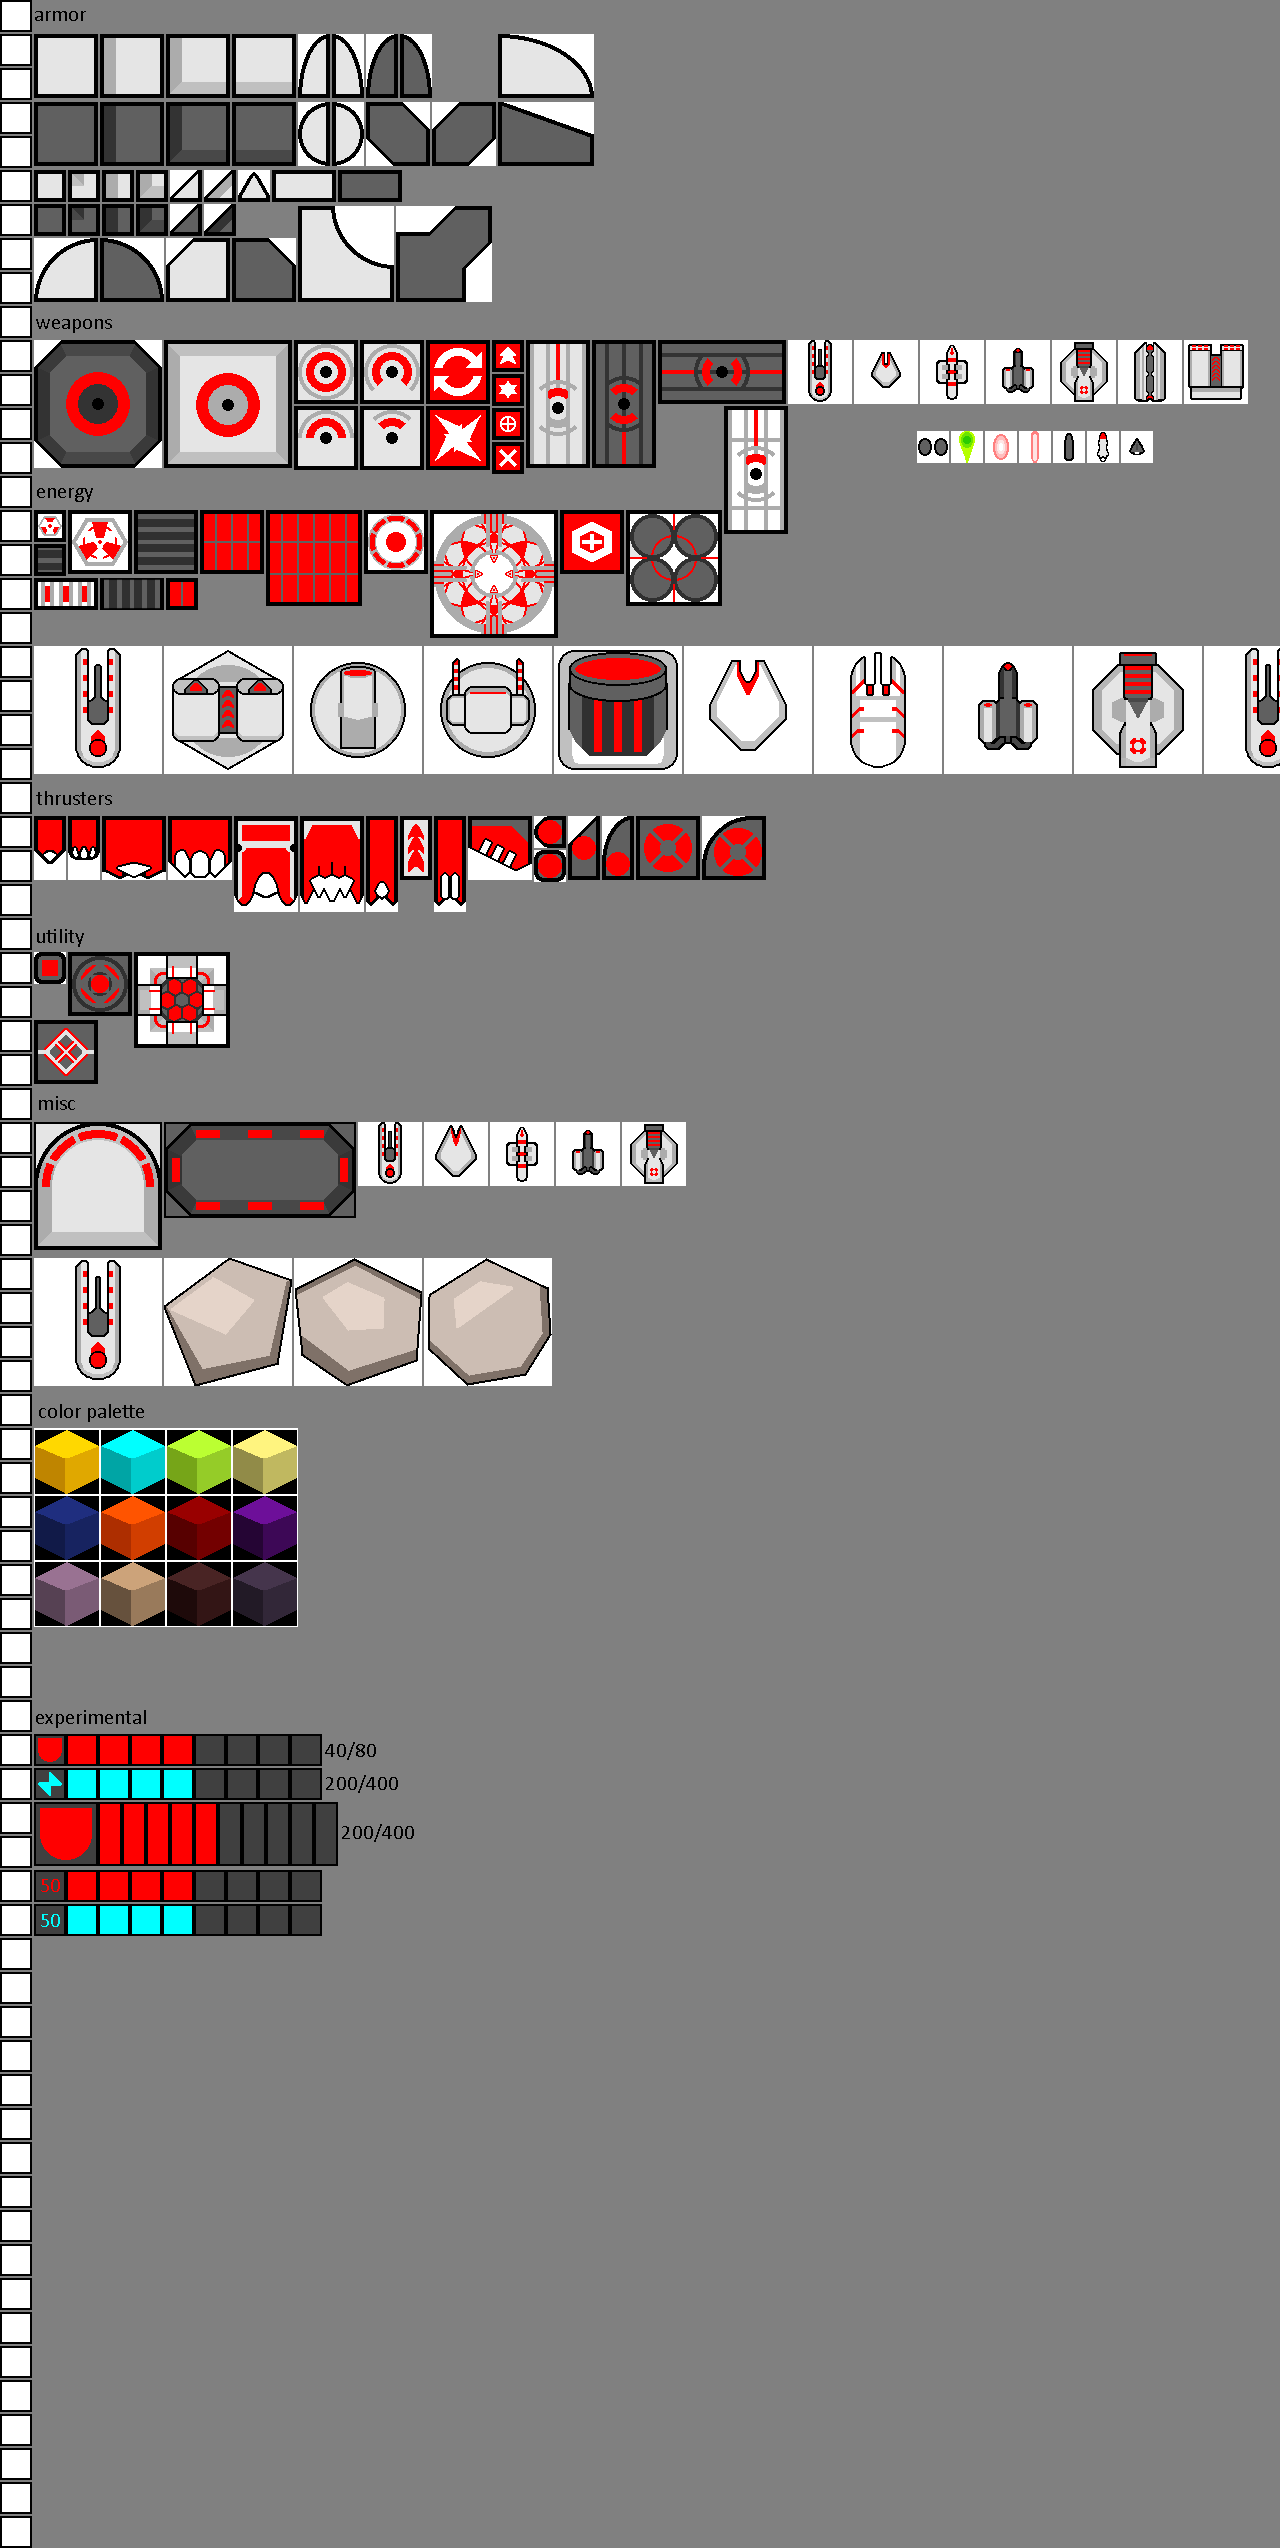 armor
weapons
energy
thrusters
utility
misc
color palette
experimental
40/80
200/400
200/400
50
50